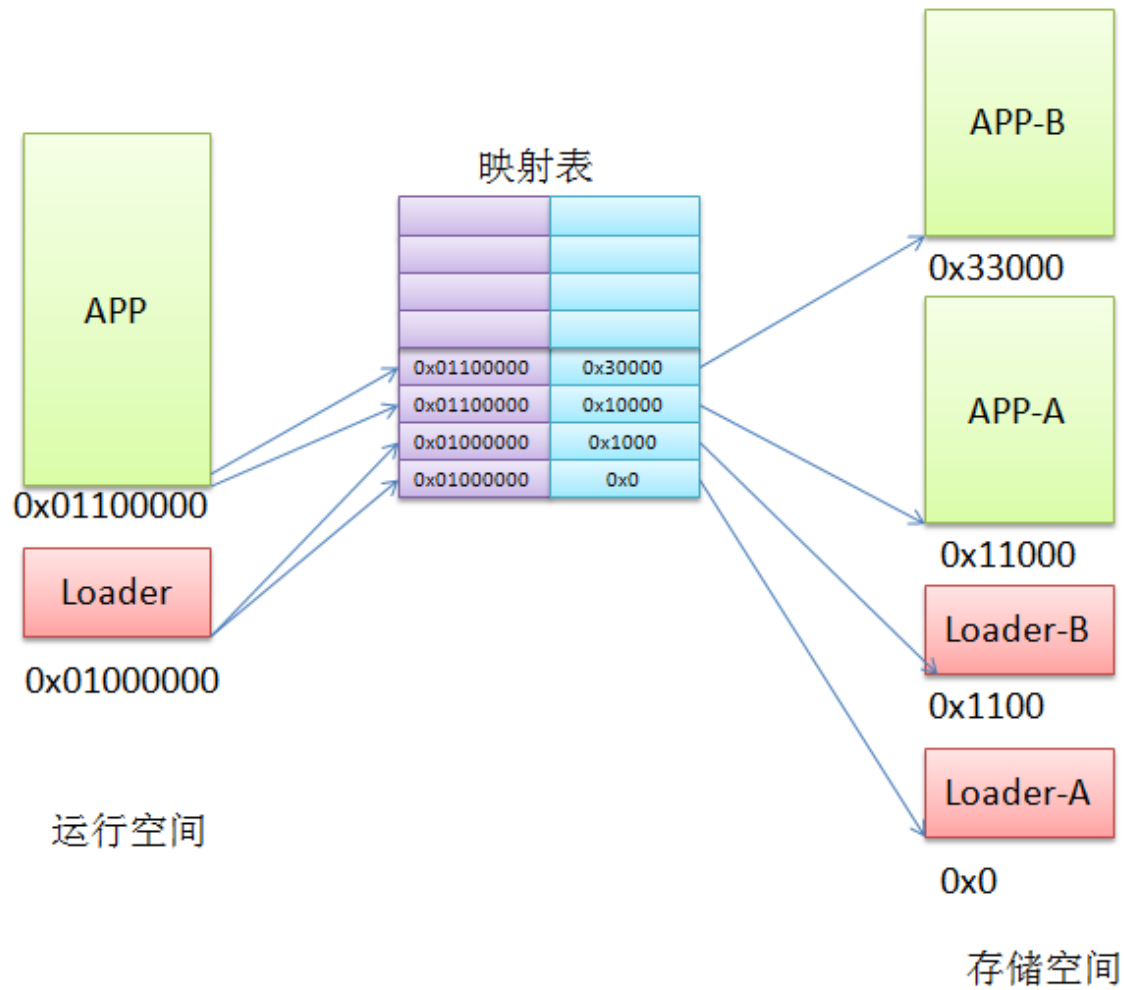 APP
0x01100000
Loader
0x01000000
运行空间
映射表
0x01100000 0x30000
0x01100000 0x10000
0x01000000 0x1000
0x01000000 0x0
APP-B
0x33000
APP-A
0x11000
Loader-B
0x1100
Loader-A
0x0
存储空间